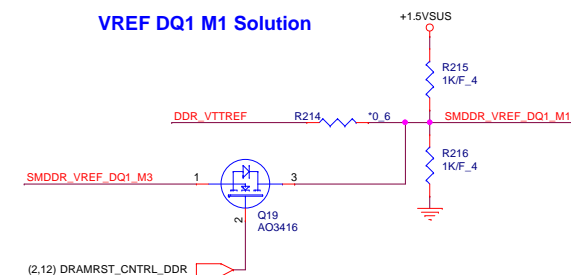 VREF DQ1 M1 Solution
+1.5VSUS
R215
1K/F_4
DDR_VTTREF
R214
*0_6
SMDDR_VREF_DQ1_M1
R216
1K/F_4
SMDDR_VREF_DQ1_M3
1
3
2
Q19
AO3416
(2,12) DRAMRST_CNTRL_DDR